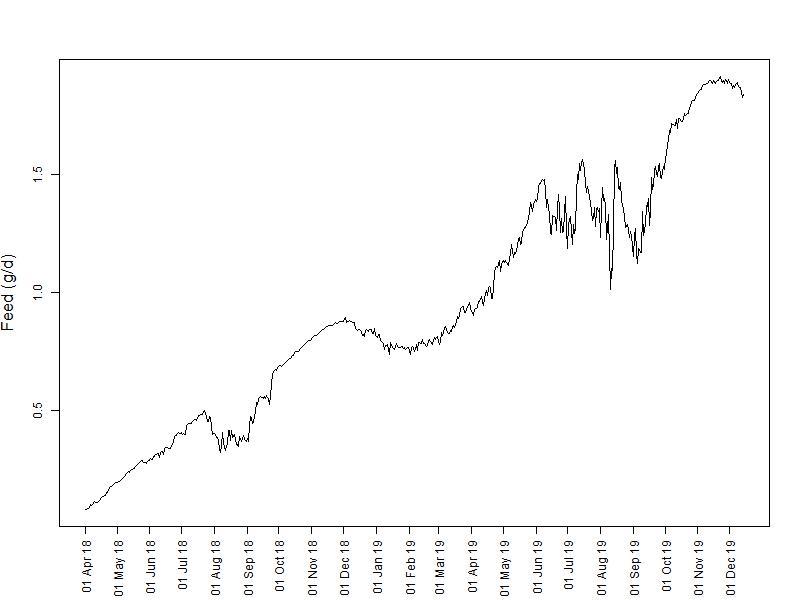 Feed (g/d)
1.5
1.0
0.5
01 Apr 18
01 May 18
01 Jun 18
01 Jul 18
01 Aug 18
01 Sep 18
01 Oct 18
01 Nov 18
01 Dec 18
01 Jan 19
01 Feb 19
01 Mar 19
01 Apr 19
01 May 19
01 Jun 19
01 Jul 19
01 Aug 19
01 Sep 19
01 Oct 19
01 Nov 19
01 Dec 19